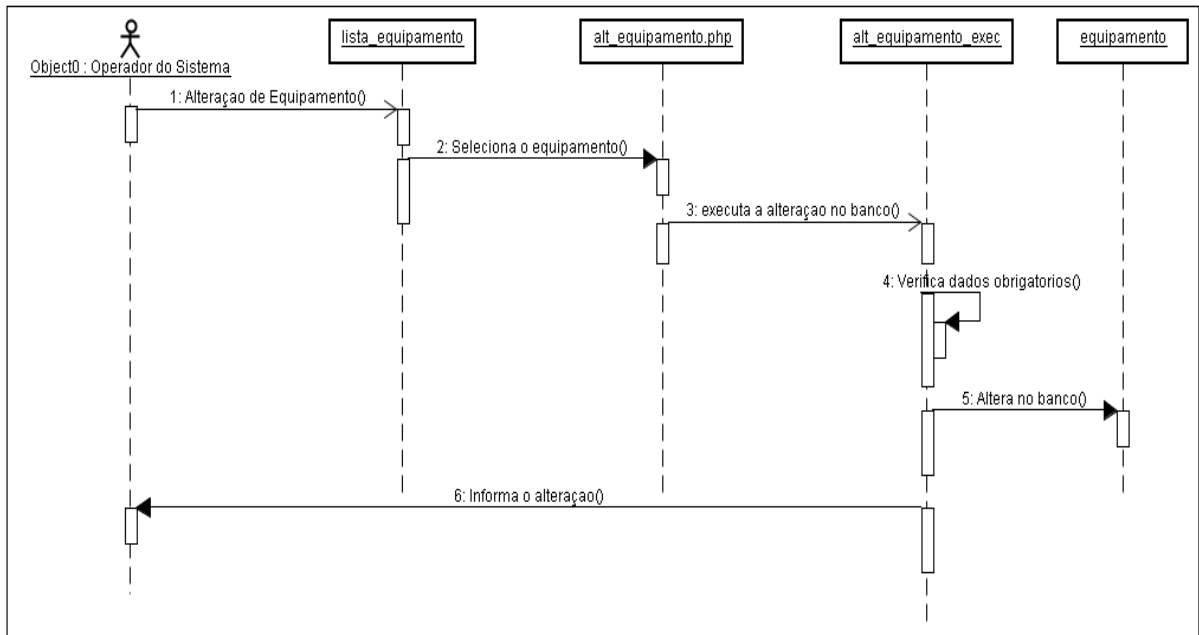 lista_equipamento
alt_equipamento.php
alt_equipamento_exec
equipamento
Object0 : Operador do Sistema
1: Alteraçao de Equipamento()
2: Seleciona o equipamento()
3: executa a alteraçao no banco()
4: Verifica dados obrigatorios()
5: Altera no banco()
6: Informa o alteraçao()